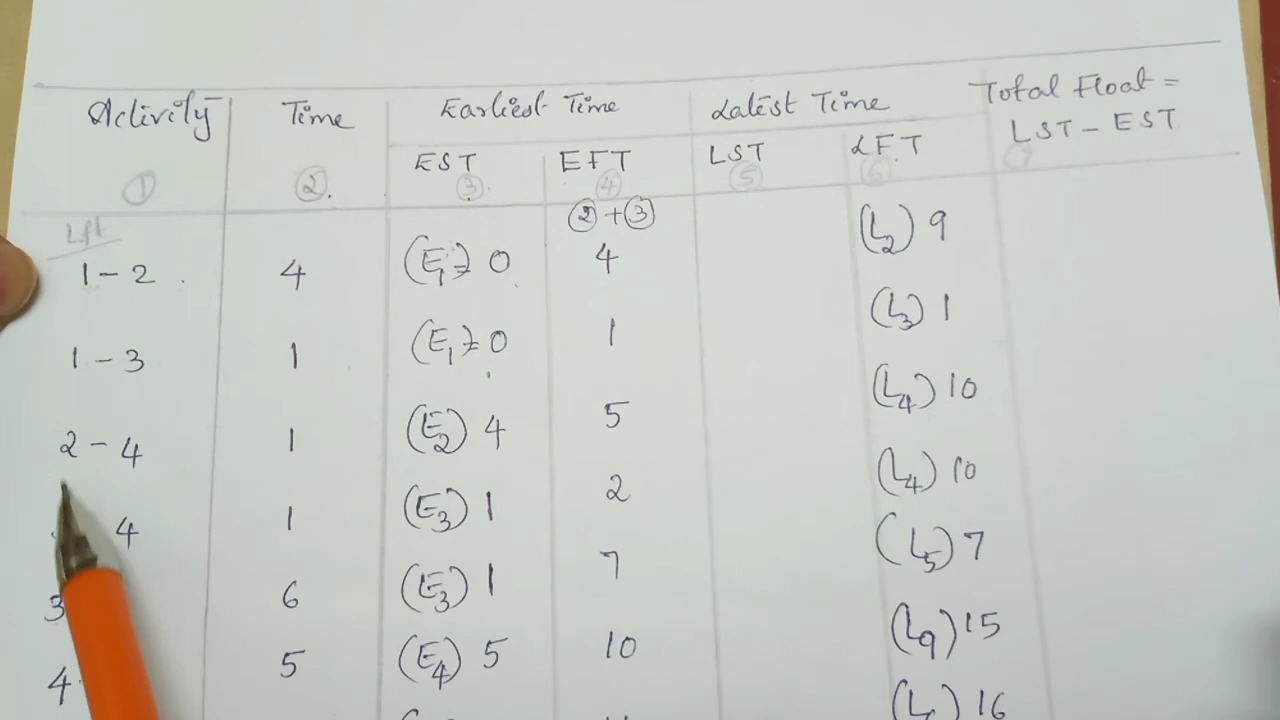 Activity Time Earliest Time Latest Time Total Float =
EST EFT LST LFT LST - EST
1 2. 3. 4 5 6
2 + 3
1 - 2 4 (E1) = 0 4 (L2) 9
1 - 3 1 (E1) = 0 1 (L3) 1
2 - 4 1 (E2) 4 5 (L4) 10
4 1 (E3) 1 2 (L4) 10
3 6 (E3) 1 7 (L5) 7
4 5 (E4) 5 10 (L9) 15
16